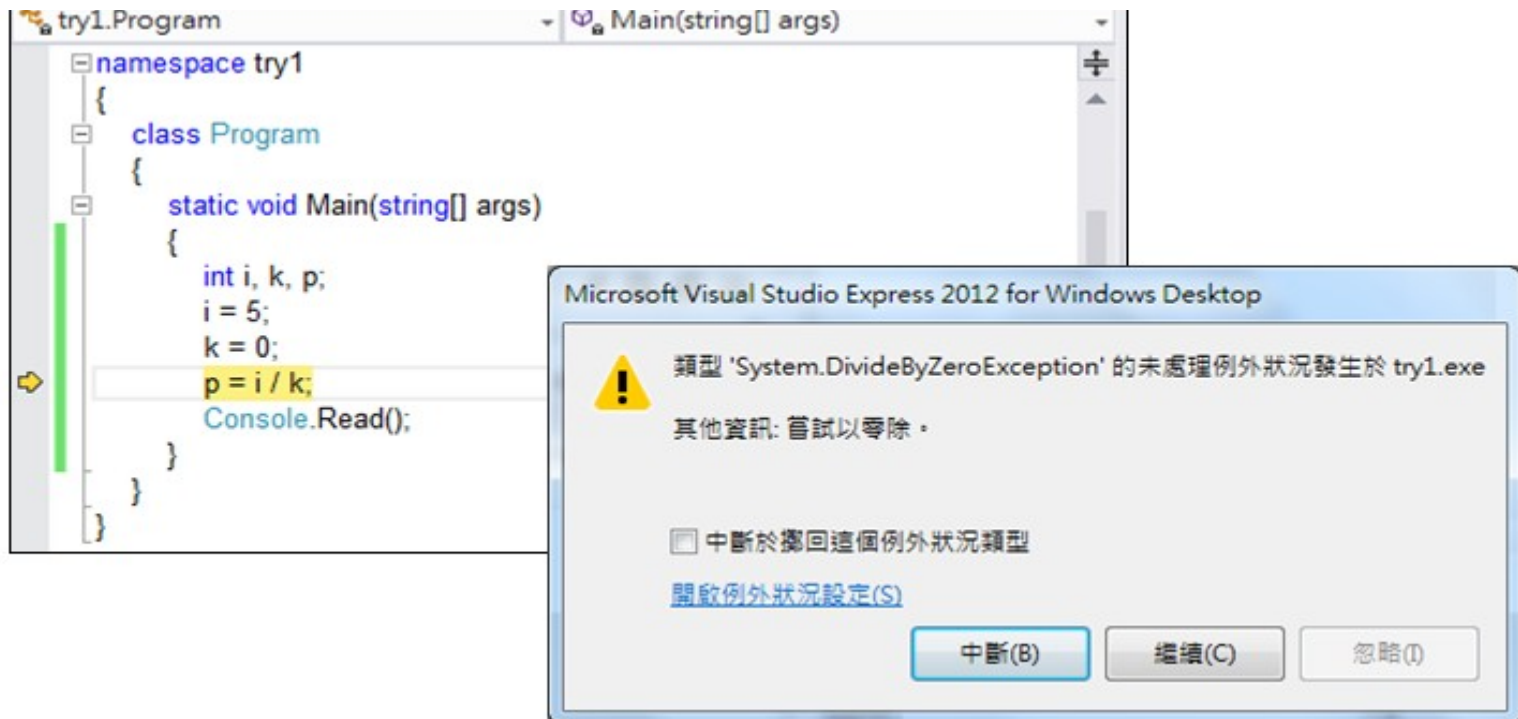 try1.Program
Main(string[] args)
namespace try1
{
class Program
{
static void Main(string[] args)
{
int i, k, p;
i = 5;
k = 0;
p = i / k;
Console.Read();
}
}
}
Microsoft Visual Studio Express 2012 for Windows Desktop
類型 'System.DivideByZeroException' 的未處理例外狀況發生於 try1.exe
其他資訊: 嘗試以零除。
中斷於擲回這個例外狀況類型
開啟例外狀況設定(S)
中斷(B)
繼續(C)
忽略(I)